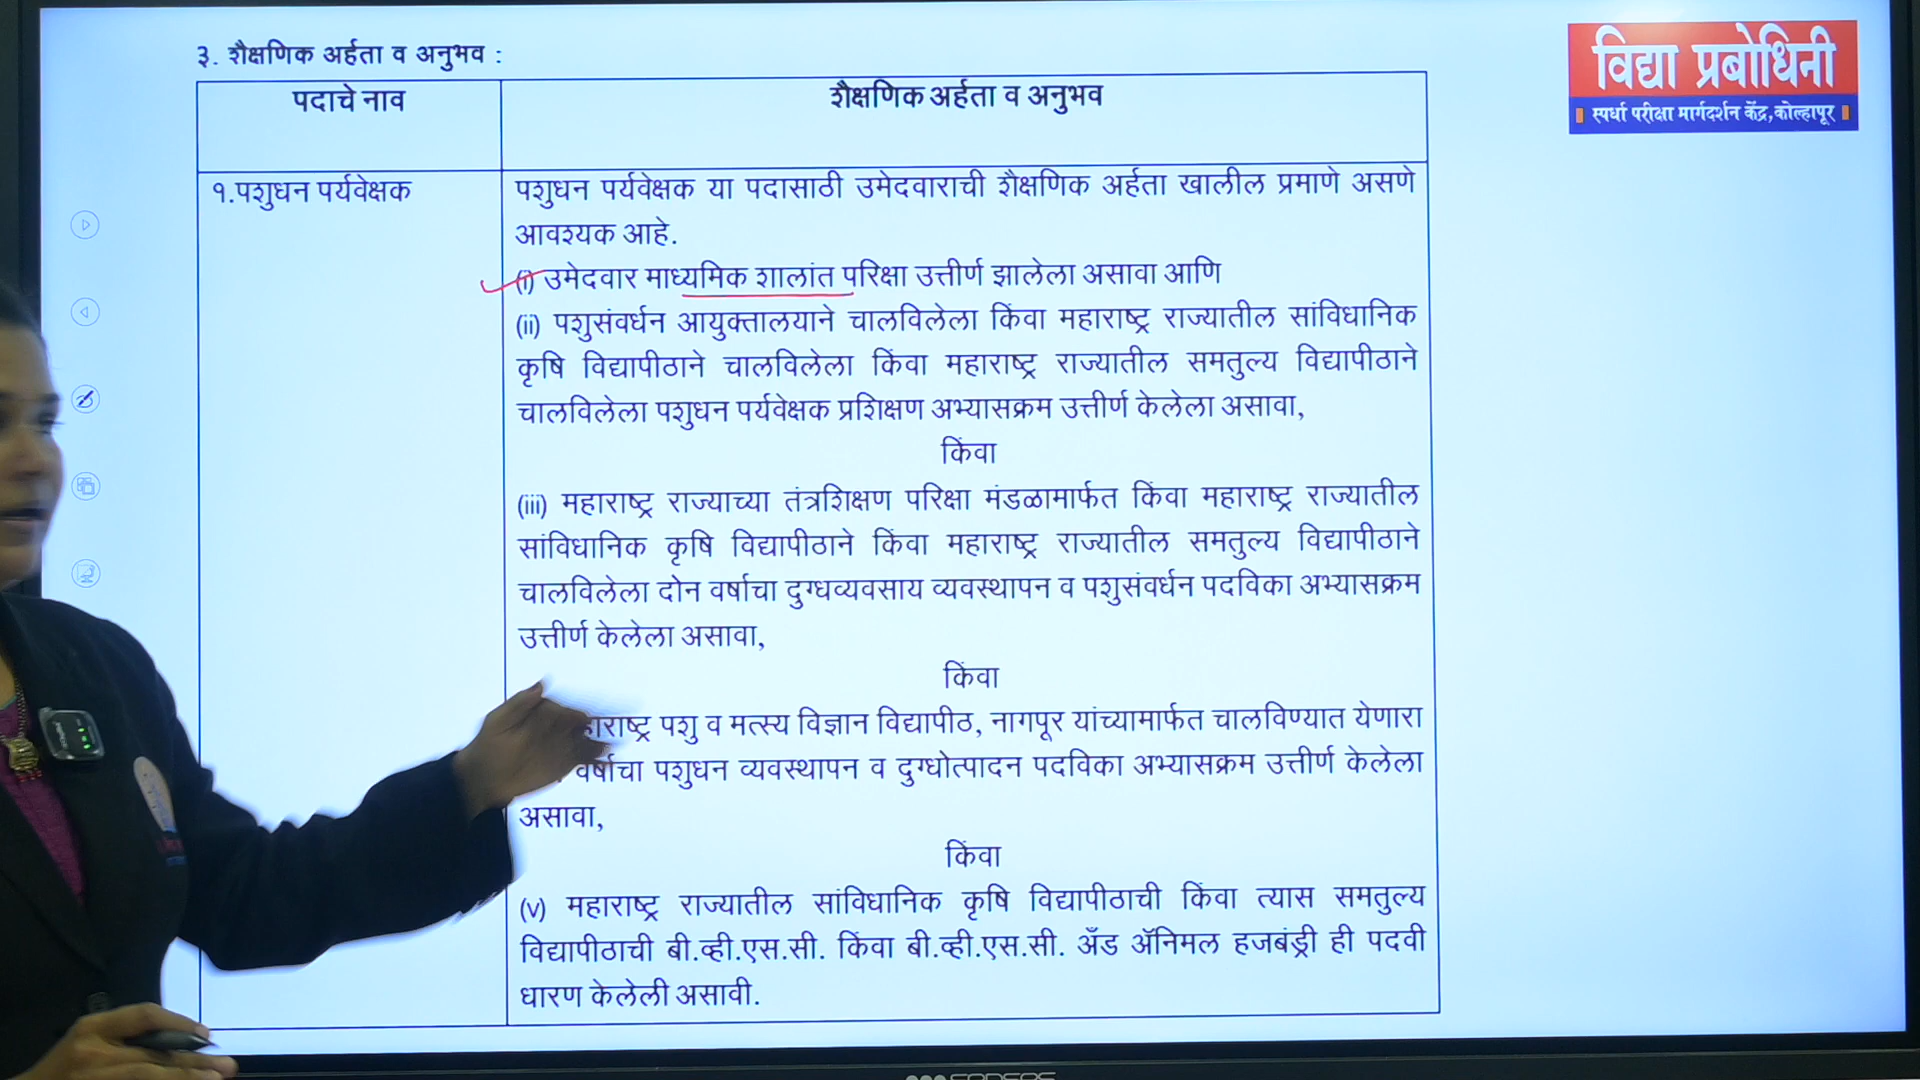 ३. शैक्षणिक अर्हता व अनुभव :
विद्या प्रबोधिनी
स्पर्धा परीक्षा मार्गदर्शन केंद्र,कोल्हापूर
पदाचे नाव
शैक्षणिक अर्हता व अनुभव
१.पशुधन पर्यवेक्षक
पशुधन पर्यवेक्षक या पदासाठी उमेदवाराची शैक्षणिक अर्हता खालील प्रमाणे असणे
आवश्यक आहे.
(i) उमेदवार माध्यमिक शालांत परिक्षा उत्तीर्ण झालेला असावा आणि
(ii) पशुसंवर्धन आयुक्तालयाने चालविलेला किंवा महाराष्ट्र राज्यातील सांविधानिक
कृषि विद्यापीठाने चालविलेला किंवा महाराष्ट्र राज्यातील समतुल्य विद्यापीठाने
चालविलेला पशुधन पर्यवेक्षक प्रशिक्षण अभ्यासक्रम उत्तीर्ण केलेला असावा,
किंवा
(iii) महाराष्ट्र राज्याच्या तंत्रशिक्षण परिक्षा मंडळामार्फत किंवा महाराष्ट्र राज्यातील
सांविधानिक कृषि विद्यापीठाने किंवा महाराष्ट्र राज्यातील समतुल्य विद्यापीठाने
चालविलेला दोन वर्षाचा दुग्धव्यवसाय व्यवस्थापन व पशुसंवर्धन पदविका अभ्यासक्रम
उत्तीर्ण केलेला असावा,
किंवा
पशु व मत्स्य विज्ञान विद्यापीठ, नागपूर यांच्यामार्फत चालविण्यात येणारा
वर्षाचा पशुधन व्यवस्थापन व दुग्धोत्पादन पदविका अभ्यासक्रम उत्तीर्ण केलेला
असावा,
किंवा
(v) महाराष्ट्र राज्यातील सांविधानिक कृषि विद्यापीठाची किंवा त्यास समतुल्य
विद्यापीठाची बी.व्ही.एस.सी. किंवा बी.व्ही.एस.सी. अँड ॲनिमल हजबंड्री ही पदवी
धारण केलेली असावी.